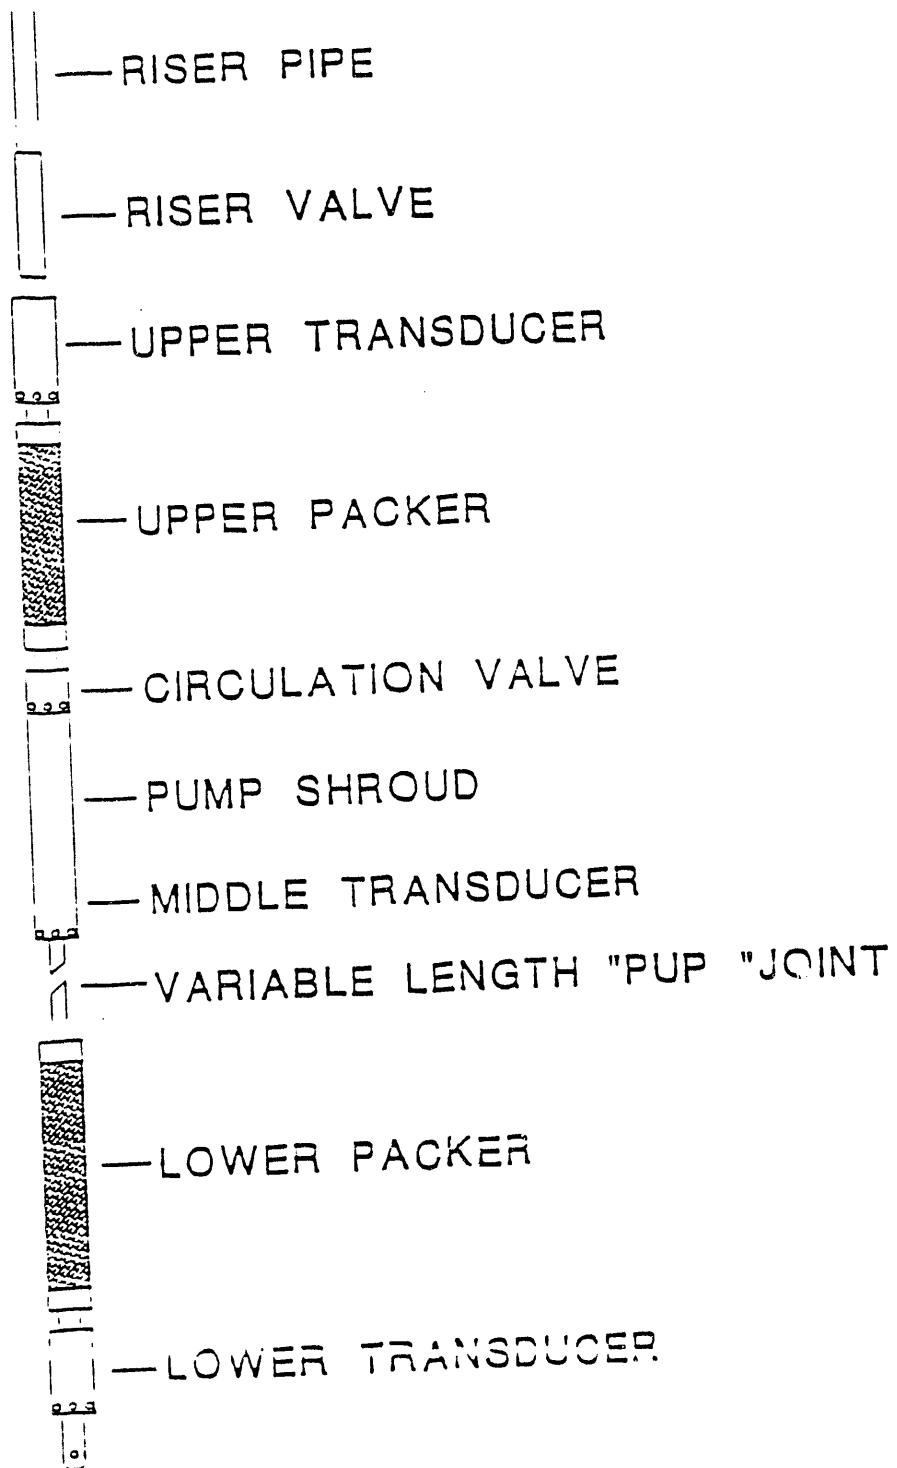 RISER PIPE
RISER VALVE
UPPER TRANSDUCER
UPPER PACKER
CIRCULATION VALVE
PUMP SHROUD
MIDDLE TRANSDUCER
VARIABLE LENGTH "PUP "JOINT
LOWER PACKER
LOWER TRANSDUCER